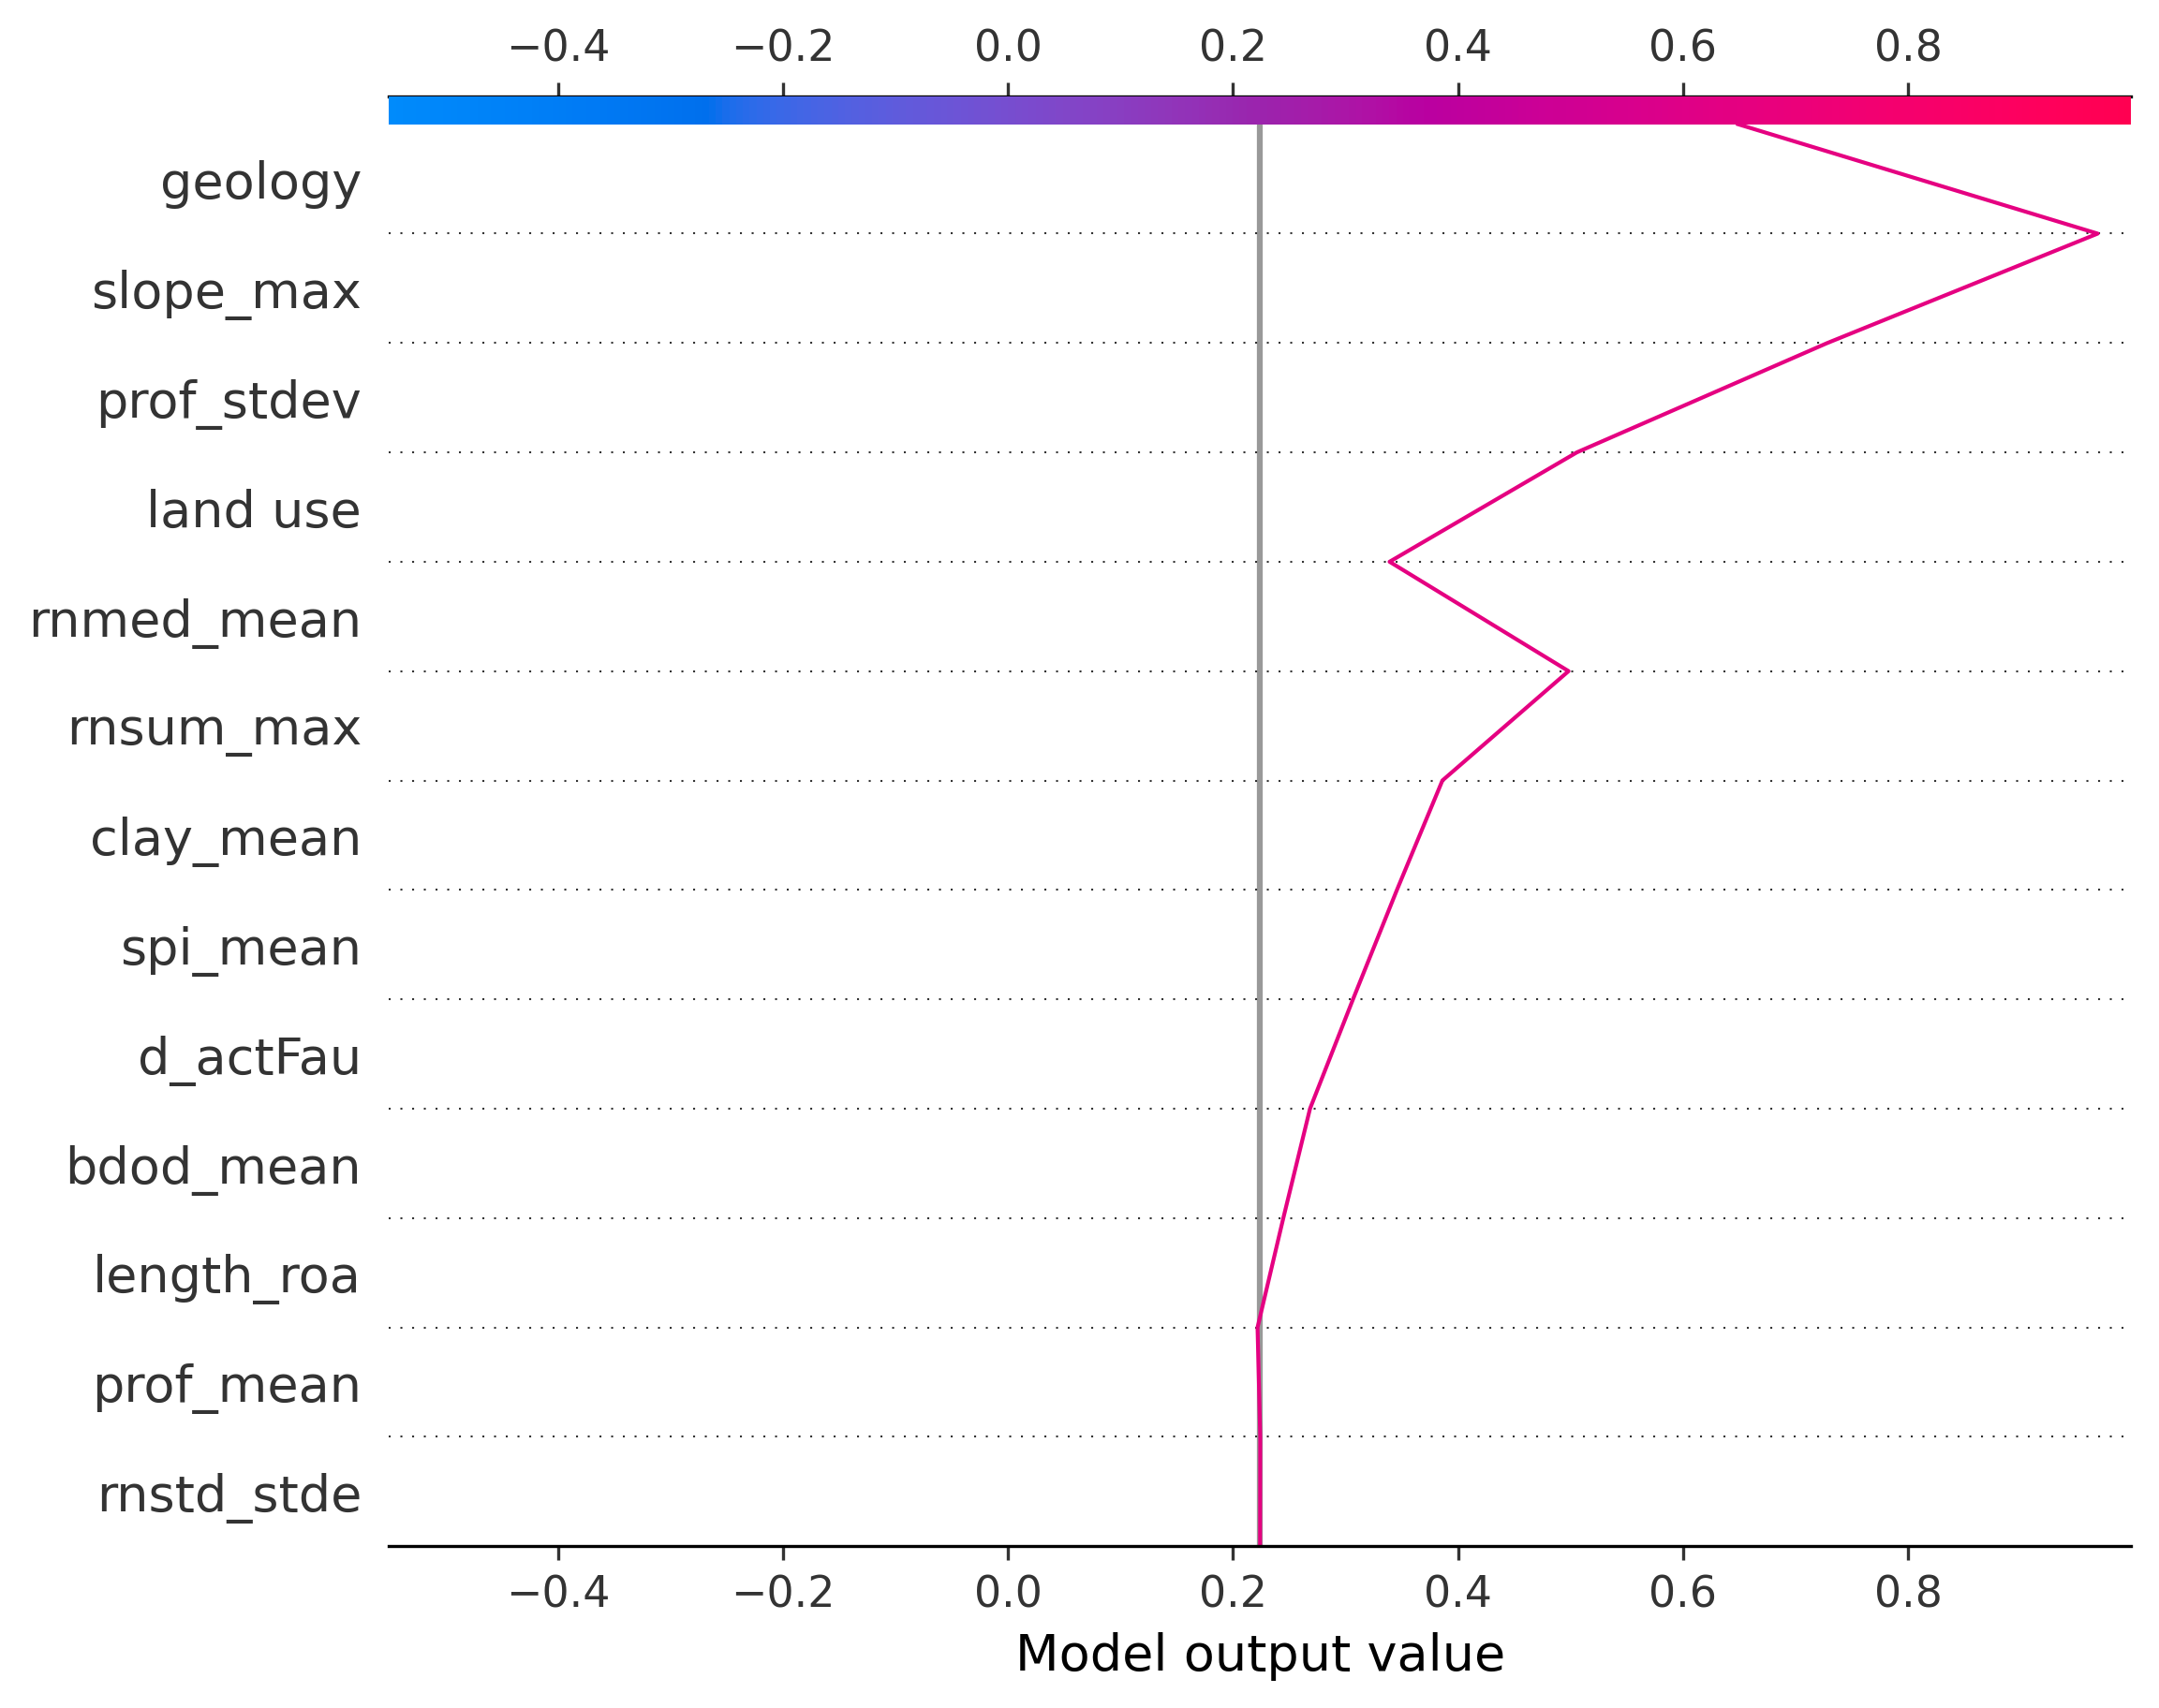 −0.4 −0.2 0.0 0.2 0.4 0.6 0.8
geology
slope_max
prof_stdev
land use
rnmed_mean
rnsum_max
clay_mean
spi_mean
d_actFau
bdod_mean
length_roa
prof_mean
rnstd_stde
−0.4 −0.2 0.0 0.2 0.4 0.6 0.8
Model output value